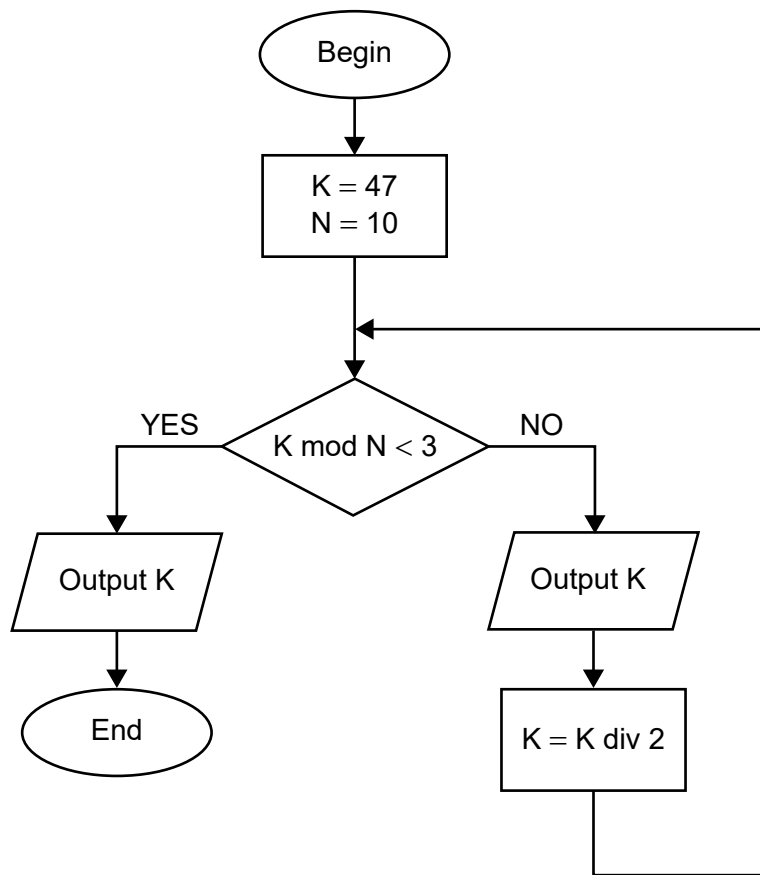 Begin
K = 47
N = 10
YES
K mod N < 3
NO
Output K
Output K
End
K = K div 2